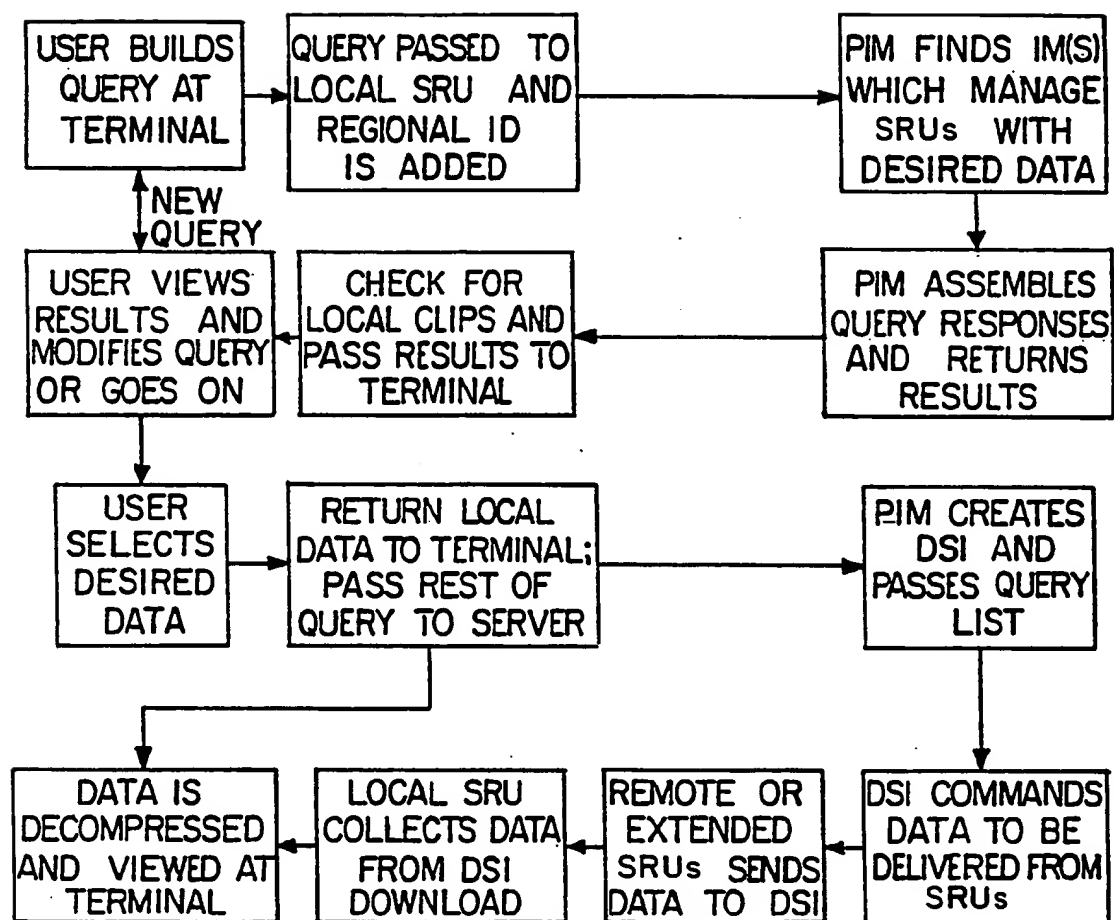 USER BUILDS
QUERY AT
TERMINAL
QUERY PASSED TO
LOCAL SRU AND
REGIONAL ID
IS ADDED
PIM FINDS IM(S)
WHICH MANAGE
SRUs WITH
DESIRED DATA
NEW
QUERY
USER VIEWS
RESULTS AND
MODIFIES QUERY
OR GOES ON
CHECK FOR
LOCAL CLIPS AND
PASS RESULTS TO
TERMINAL
PIM ASSEMBLES
QUERY RESPONSES
AND RETURNS
RESULTS
USER
SELECTS
DESIRED
DATA
RETURN LOCAL
DATA TO TERMINAL;
PASS REST OF
QUERY TO SERVER
PIM CREATES
DSI AND
PASSES QUERY
LIST
DATA IS
DECOMPRESSED
AND VIEWED AT
TERMINAL
LOCAL SRU
COLLECTS DATA
FROM DSI
DOWNLOAD
REMOTE OR
EXTENDED
SRUs SENDS
DATA TO DSI
DSI COMMANDS
DATA TO BE
DELIVERED FROM
SRUs